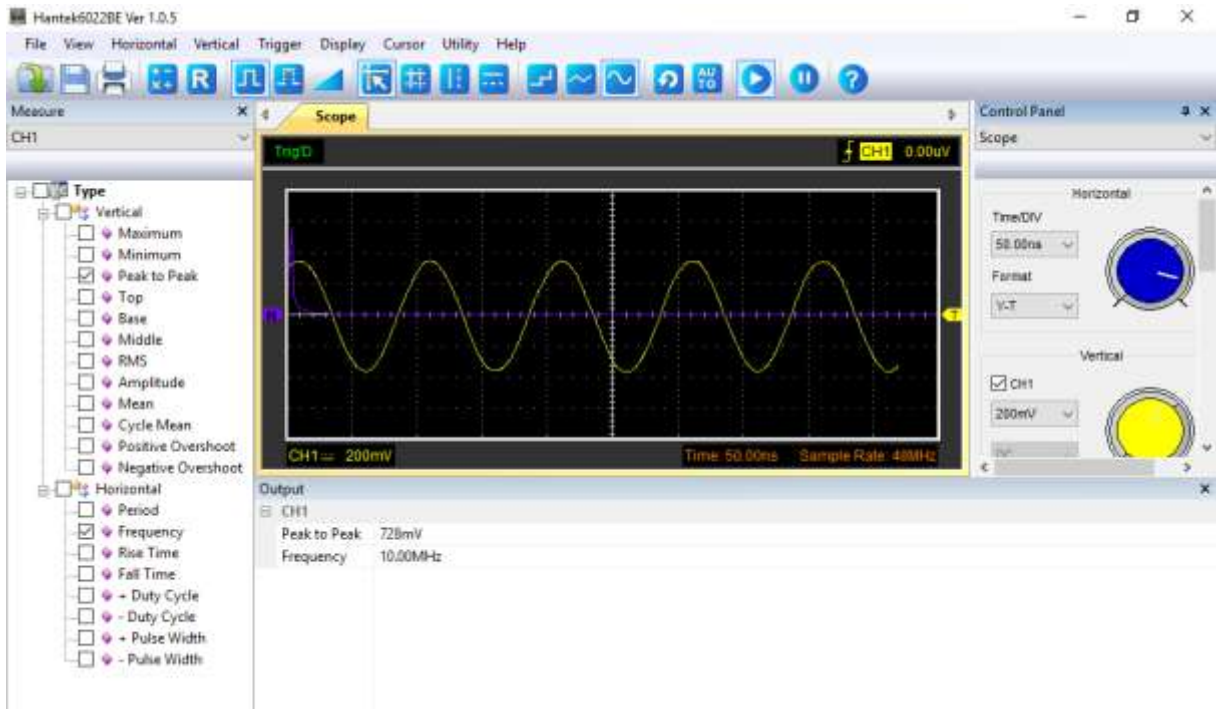 Hantek6022BE Ver 1.0.5
File View Horizontal Vertical Trigger Display Cursor Utility Help
R
AU
TO
?
Measure
CH1
Type
Vertical
Maximum
Minimum
Peak to Peak
Top
Base
Middle
RMS
Amplitude
Mean
Cycle Mean
Positive Overshoot
Negative Overshoot
Horizontal
Period
Frequency
Rise Time
Fall Time
+ Duty Cycle
- Duty Cycle
+ Pulse Width
- Pulse Width
Scope
Trig'D
CH1 0.00uV
T
CH1 200mV
Time: 50.00ns Sample Rate: 48MHz
Control Panel
Scope
Horizontal
Time/DIV
50.00ns
Format
Y-T
Vertical
CH1
200mV
Output
CH1
Peak to Peak 728mV
Frequency 10.00MHz